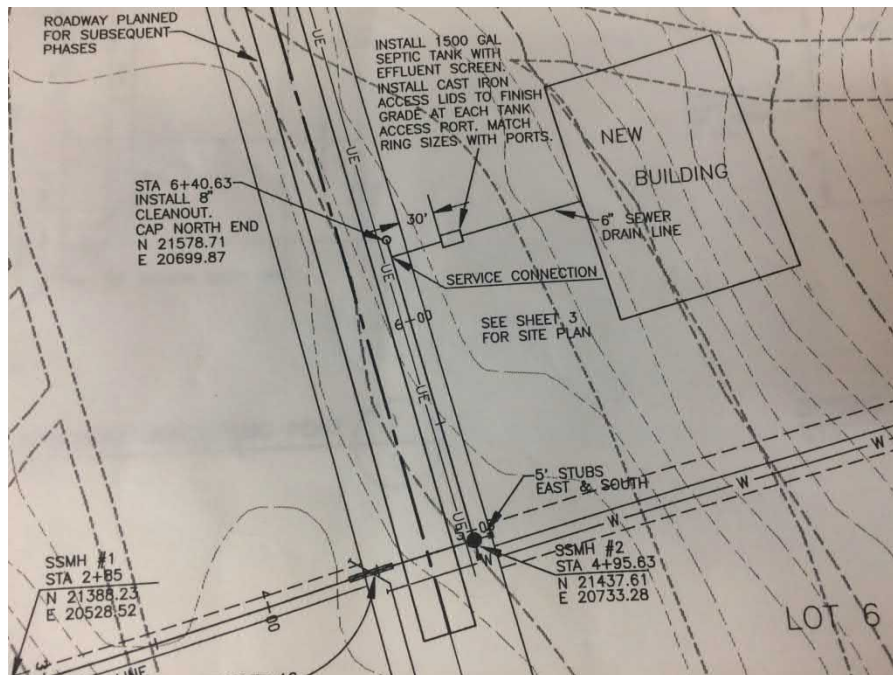 ROADWAY PLANNED
FOR SUBSEQUENT
PHASES
UE
INSTALL 1500 GAL
SEPTIC TANK WITH
EFFLUENT SCREEN.
INSTALL CAST IRON
ACCESS LIDS TO FINISH
GRADE AT EACH TANK
ACCESS PORT. MATCH
RING SIZES WITH PORTS.
UE
NEW
BUILDING
STA 6+40.63
INSTALL 8"
CLEANOUT.
CAP NORTH END
N 21578.71
E 20699.87
30'
6" SEWER
DRAIN LINE
UE
SERVICE CONNECTION
6+00
SEE SHEET 3
FOR SITE PLAN
UE
5' STUBS
EAST & SOUTH
W
W
W
UE
W
SSMH #2
STA 4+95.63
N 21437.61
E 20733.28
SSMH #1
STA 2+85
N 21388.23
E 20528.52
4+00
LOT 6